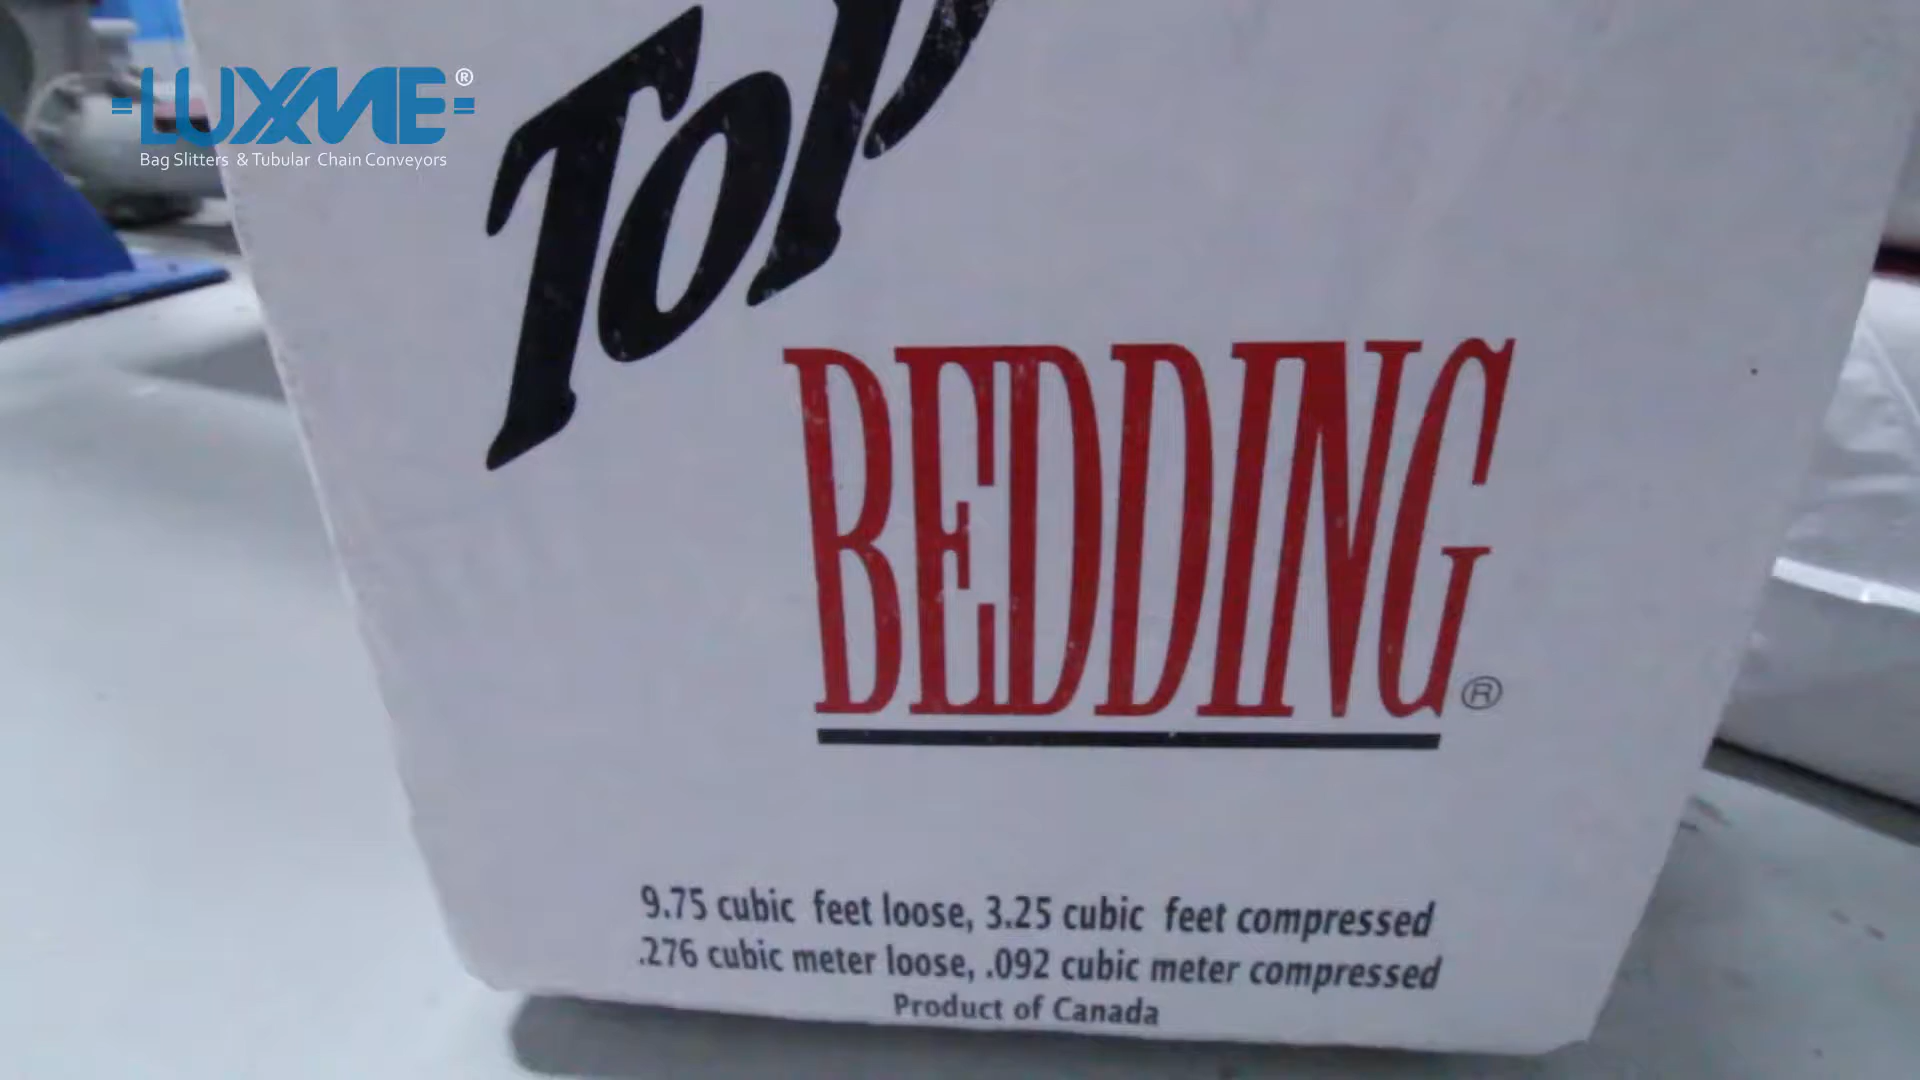 LUXME®
Bag Slitters & Tubular Chain Conveyors
Top
BEDDING®
9.75 cubic feet loose, 3.25 cubic feet compressed
.276 cubic meter loose, .092 cubic meter compressed
Product of Canada